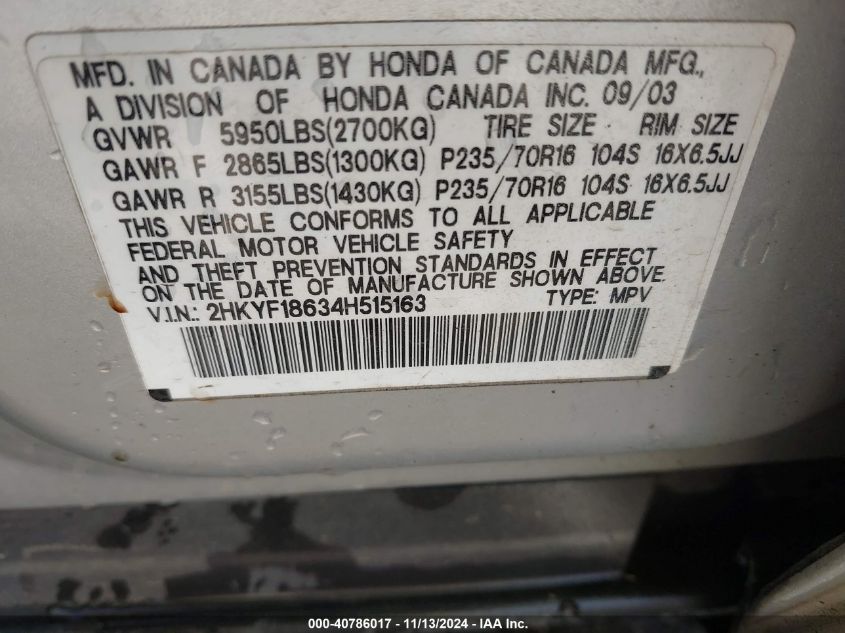 MFD. IN CANADA BY HONDA OF CANADA MFG.,
A DIVISION OF HONDA CANADA INC. 09/03
GVWR 5950LBS(2700KG) TIRE SIZE RIM SIZE
GAWR F 2865LBS(1300KG) P235/70R16 104S 16X6.5JJ
GAWR R 3155LBS(1430KG) P235/70R16 104S 16X6.5JJ
THIS VEHICLE CONFORMS TO ALL APPLICABLE
FEDERAL MOTOR VEHICLE SAFETY
AND THEFT PREVENTION STANDARDS IN EFFECT
ON THE DATE OF MANUFACTURE SHOWN ABOVE.
V.I.N.: 2HKYF18634H515163 TYPE: MPV
000-40786017 - 11/13/2024 - IAA Inc.